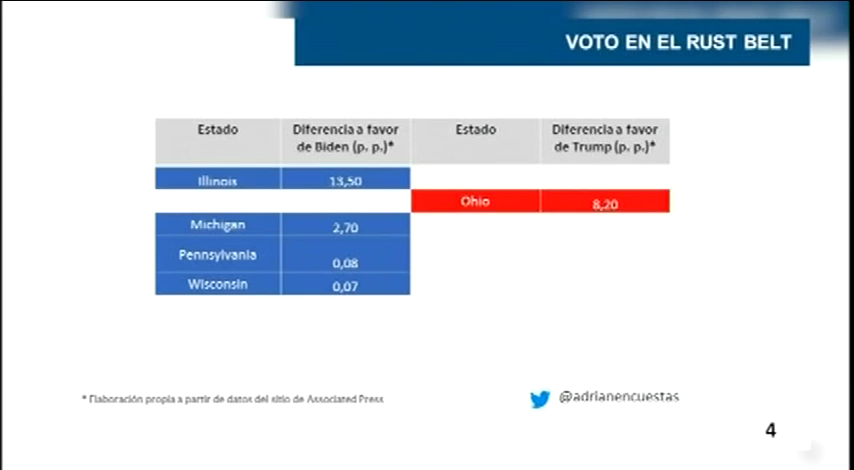 VOTO EN EL RUST BELT
Estado Diferencia a favor de Biden (p. p.)* Estado Diferencia a favor de Trump (p. p.)*
Illinois 13,50
Ohio 8,20
Michigan 2,70
Pennsylvania 0,08
Wisconsin 0,07
* Elaboración propia a partir de datos del sitio de Associated Press
@adrianencuestas
4